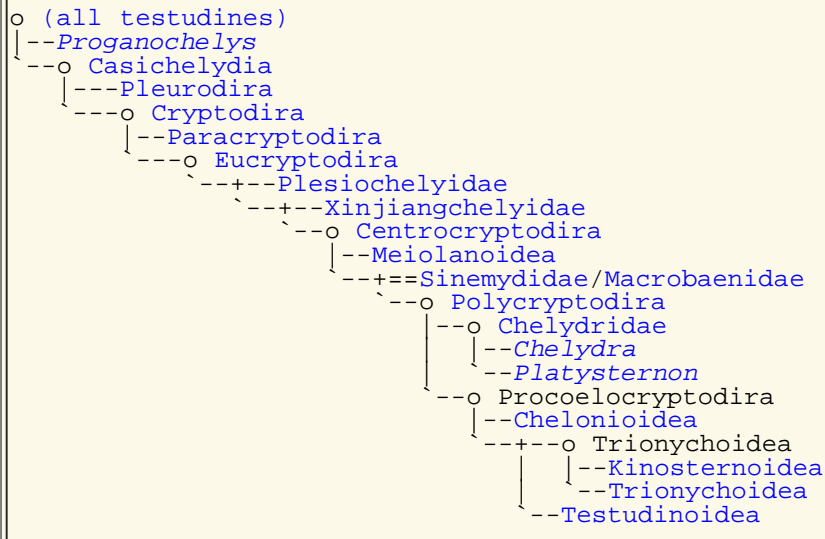 o (all testudines)
|--Proganochelys
`--o Casichelydia
   |---Pleurodira
   `---o Cryptodira
       |--Paracryptodira
       `---o Eucryptodira
           `--+--Plesiochelyidae
              `--+--Xinjiangchelyidae
                 `--o Centrocryptodira
                    |--Meiolanoidea
                    `--+==Sinemydidae/Macrobaenidae
                       `--o Polycryptodira
                          |--o Chelydridae
                          |  |--Chelydra
                          |  `--Platysternon
                          `--o Procoelocryptodira
                             |--Chelonioidea
                             `--+--o Trionychoidea
                                |  |--Kinosternoidea
                                |  `--Trionychoidea
                                `--Testudinoidea